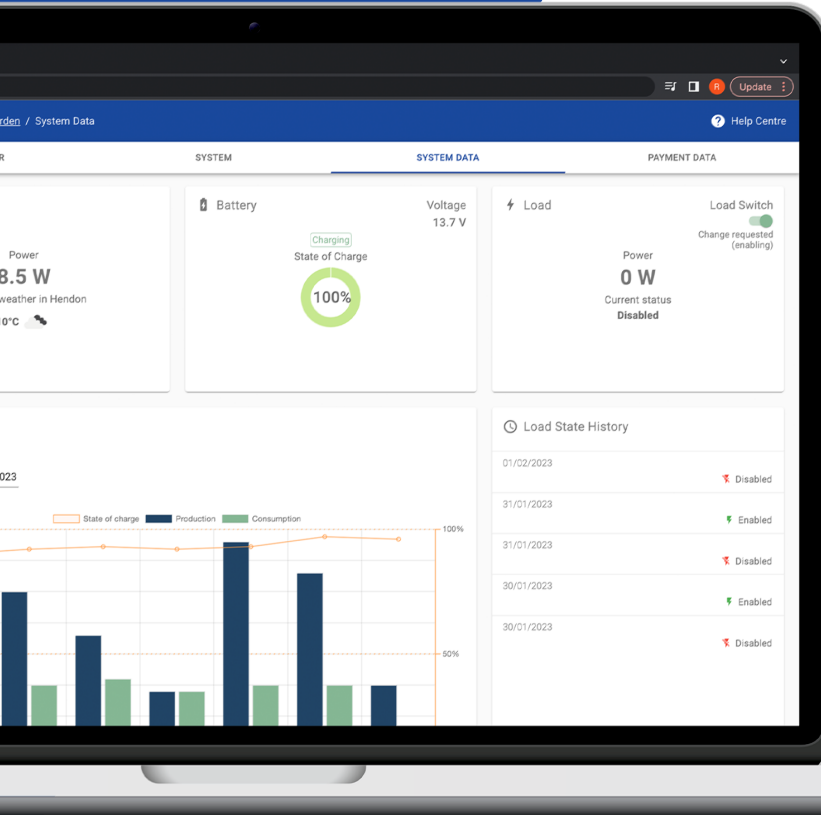 R
Update
rden / System Data
? Help Centre
R
SYSTEM
SYSTEM DATA
PAYMENT DATA
Battery
Voltage
13.7 V
Charging
State of Charge
100%
Load
Load Switch
Change requested
(enabling)
Power
0 W
Current status
Disabled
Power
8.5 W
weather in Hendon
0°C
Load State History
01/02/2023
Disabled
31/01/2023
Enabled
31/01/2023
Disabled
30/01/2023
Enabled
30/01/2023
Disabled
023
State of charge
Production
Consumption
100%
50%